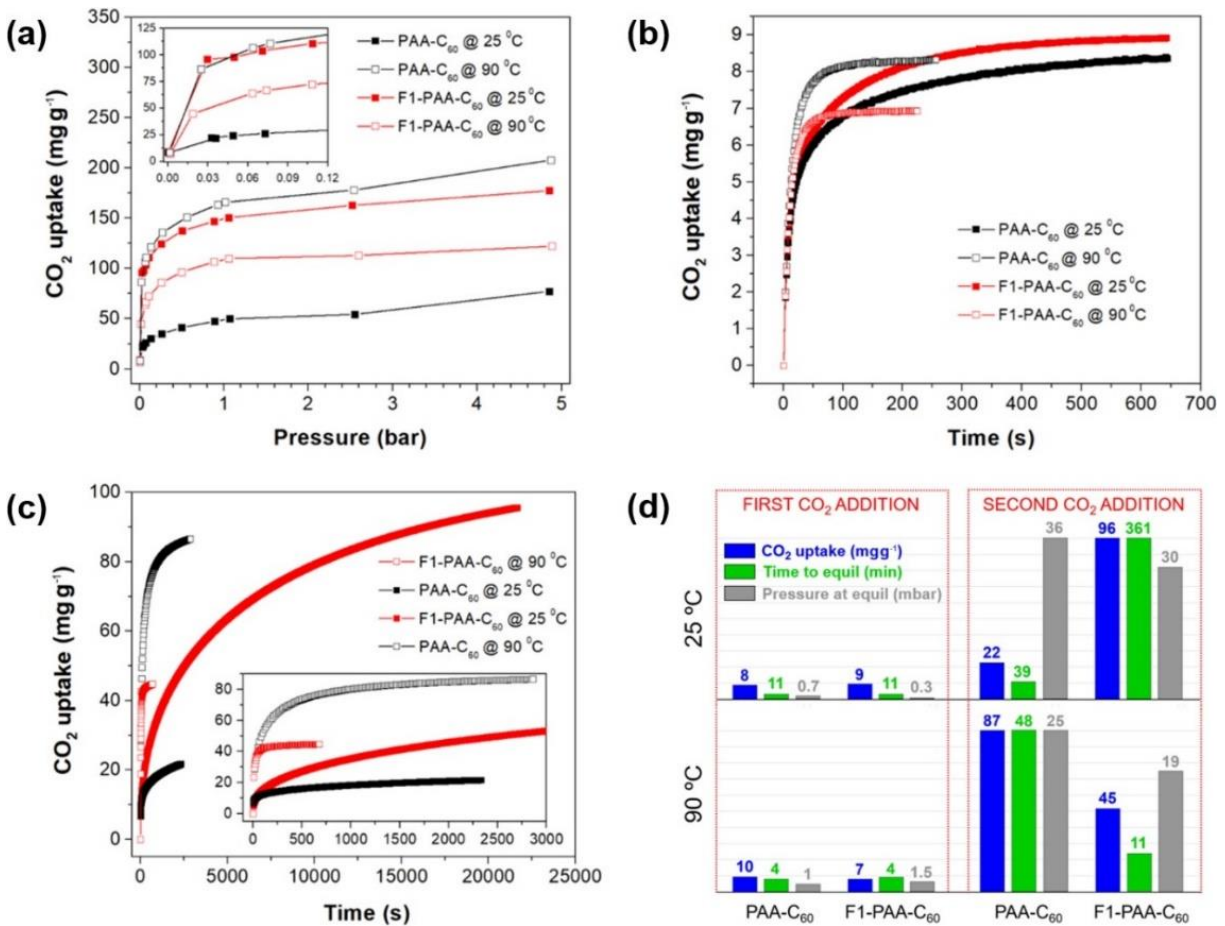 (a)
350
300
250
200
150
100
50
0
CO₂ uptake (mg g⁻¹)
125
100
75
50
25
0
0.00 0.03 0.06 0.09 0.12
PAA-C₆₀ @ 25 ⁰C
PAA-C₆₀ @ 90 ⁰C
F1-PAA-C₆₀ @ 25 ⁰C
F1-PAA-C₆₀ @ 90 ⁰C
0 1 2 3 4 5
Pressure (bar)
(b)
9
8
7
6
5
4
3
2
1
0
CO₂ uptake (mg g⁻¹)
PAA-C₆₀ @ 25 ⁰C
PAA-C₆₀ @ 90 ⁰C
F1-PAA-C₆₀ @ 25 ⁰C
F1-PAA-C₆₀ @ 90 ⁰C
0 100 200 300 400 500 600 700
Time (s)
(c)
100
80
60
40
20
0
CO₂ uptake (mg g⁻¹)
F1-PAA-C₆₀ @ 90 ⁰C
PAA-C₆₀ @ 25 ⁰C
F1-PAA-C₆₀ @ 25 ⁰C
PAA-C₆₀ @ 90 ⁰C
80
60
40
20
0
0 500 1000 1500 2000 2500 3000
0 5000 10000 15000 20000 25000
Time (s)
(d)
FIRST CO₂ ADDITION
SECOND CO₂ ADDITION
CO₂ uptake (mgg⁻¹)
Time to equil (min)
Pressure at equil (mbar)
25 ºC
8 11 0.7 9 11 0.3
22 39 36 96 361 30
90 ºC
10 4 1 7 4 1.5
87 48 25 45 11 19
PAA-C₆₀ F1-PAA-C₆₀ PAA-C₆₀ F1-PAA-C₆₀